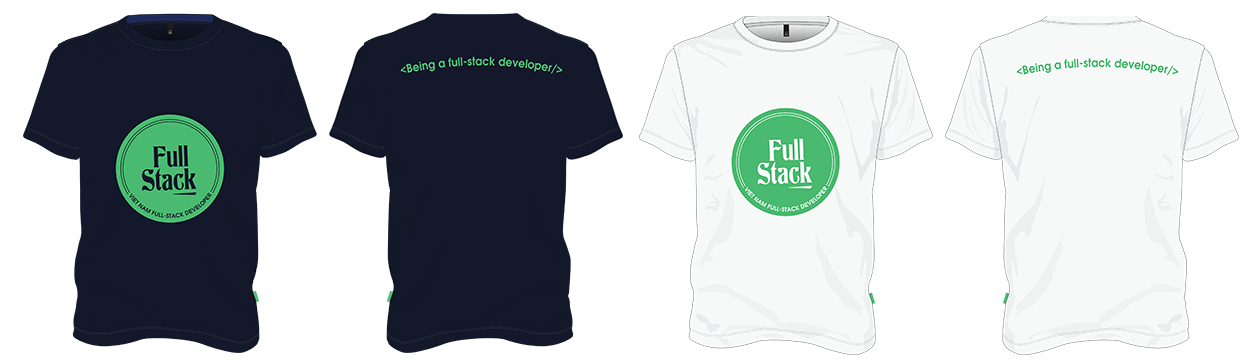 Full
Stack
VIET NAM FULL-STACK DEVELOPER
<Being a full-stack developer/>
Full
Stack
VIET NAM FULL-STACK DEVELOPER
<Being a full-stack developer/>